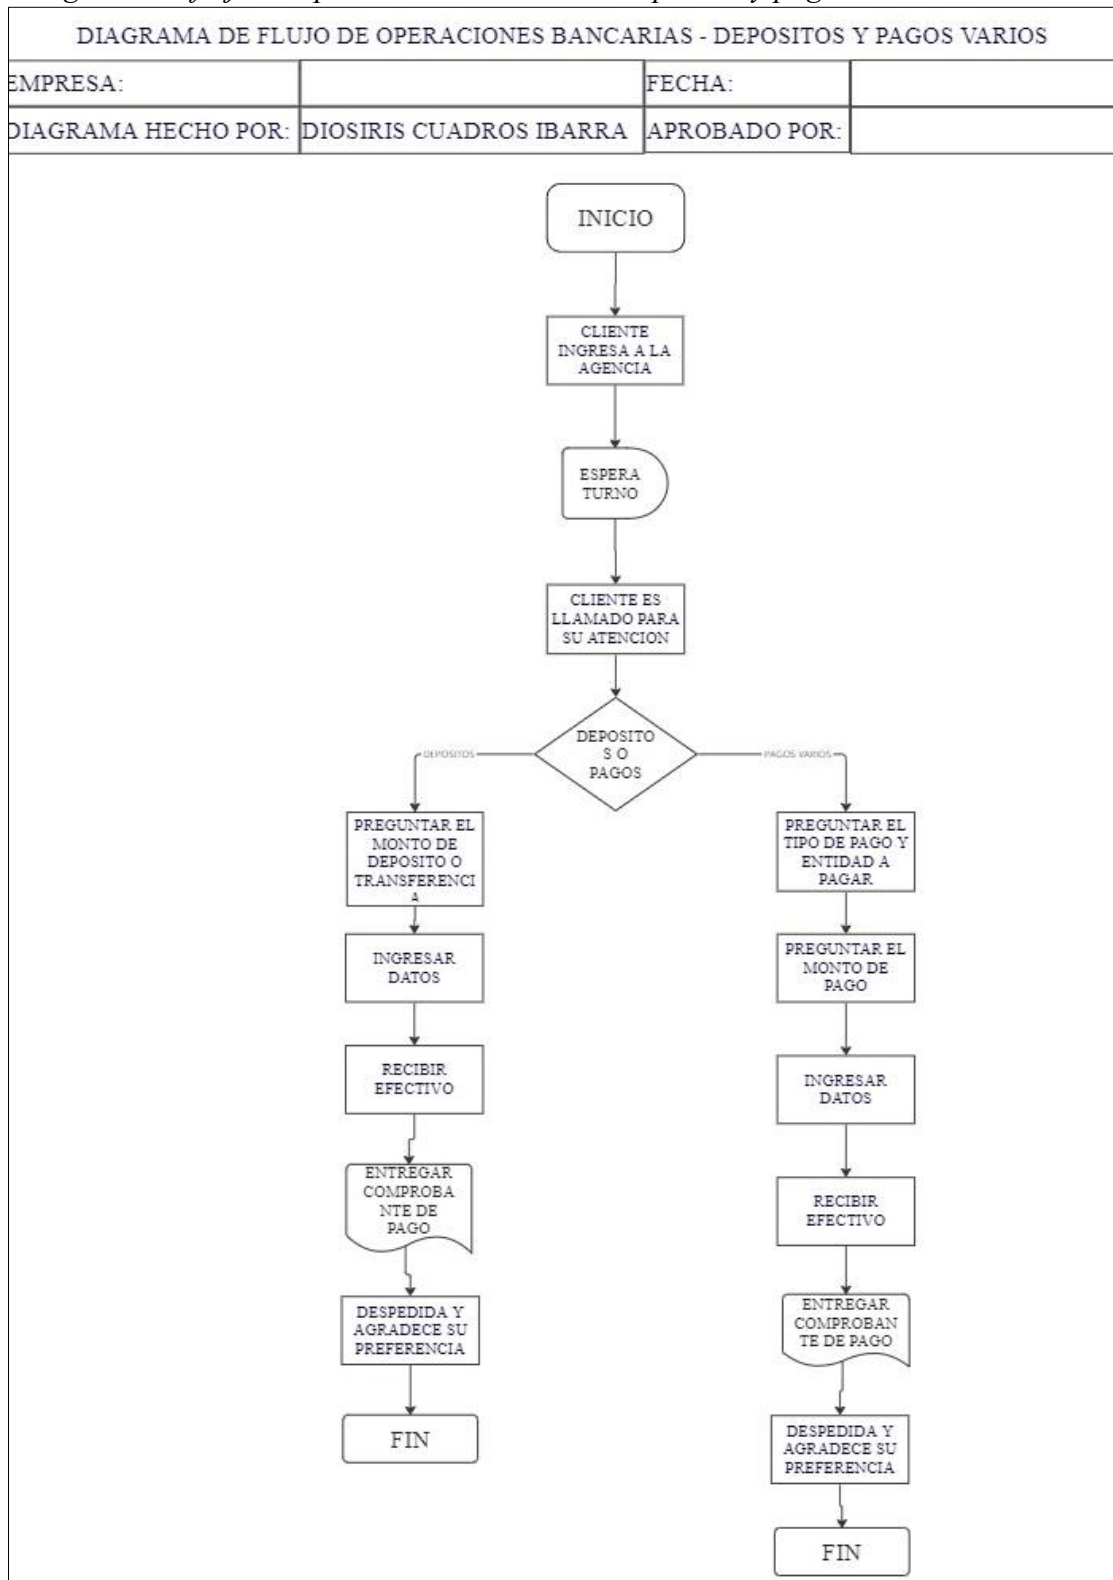 DIAGRAMA DE FLUJO DE OPERACIONES BANCARIAS - DEPOSITOS Y PAGOS VARIOS
EMPRESA:
FECHA:
DIAGRAMA HECHO POR:
DIOSIRIS CUADROS IBARRA
APROBADO POR:
INICIO
CLIENTE
INGRESA A LA
AGENCIA
ESPERA
TURNO
CLIENTE ES
LLAMADO PARA
SU ATENCION
DEPOSITO
S O
PAGOS
DEPOSITOS
PREGUNTAR EL
MONTO DE
DEPOSITO O
TRANSFERENCI
A
INGRESAR
DATOS
RECIBIR
EFECTIVO
ENTREGAR
COMPROBA
NTE DE
PAGO
DESPEDIDA Y
AGRADECE SU
PREFERENCIA
FIN
PAGOS VARIOS
PREGUNTAR EL
TIPO DE PAGO Y
ENTIDAD A
PAGAR
PREGUNTAR EL
MONTO DE
PAGO
INGRESAR
DATOS
RECIBIR
EFECTIVO
ENTREGAR
COMPROBAN
TE DE PAGO
DESPEDIDA Y
AGRADECE SU
PREFERENCIA
FIN